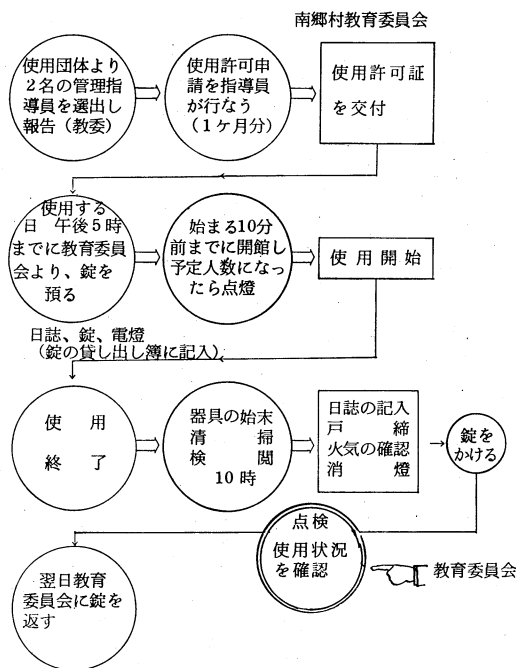 南郷村教育委員会
使用団体より
2名の管理指
導員を選出し
報告(教委)
使用許可申
請を指導員
が行なう
(1ケ月分)
使用許可証
を交付
使用する
日 午後5時
までに教育委員
会より、錠を
預る
始まる10分
前までに開館し
予定人数になっ
たら点燈
使用開始
日誌、錠、電燈
(錠の貸し出し簿に記入)
使用
終了
器具の始末
清掃
検閲
10時
日誌の記入
戸締
火気の確認
消燈
錠を
かける
点検
使用状況
を確認
教育委員会
翌日教育
委員会に錠を
返す